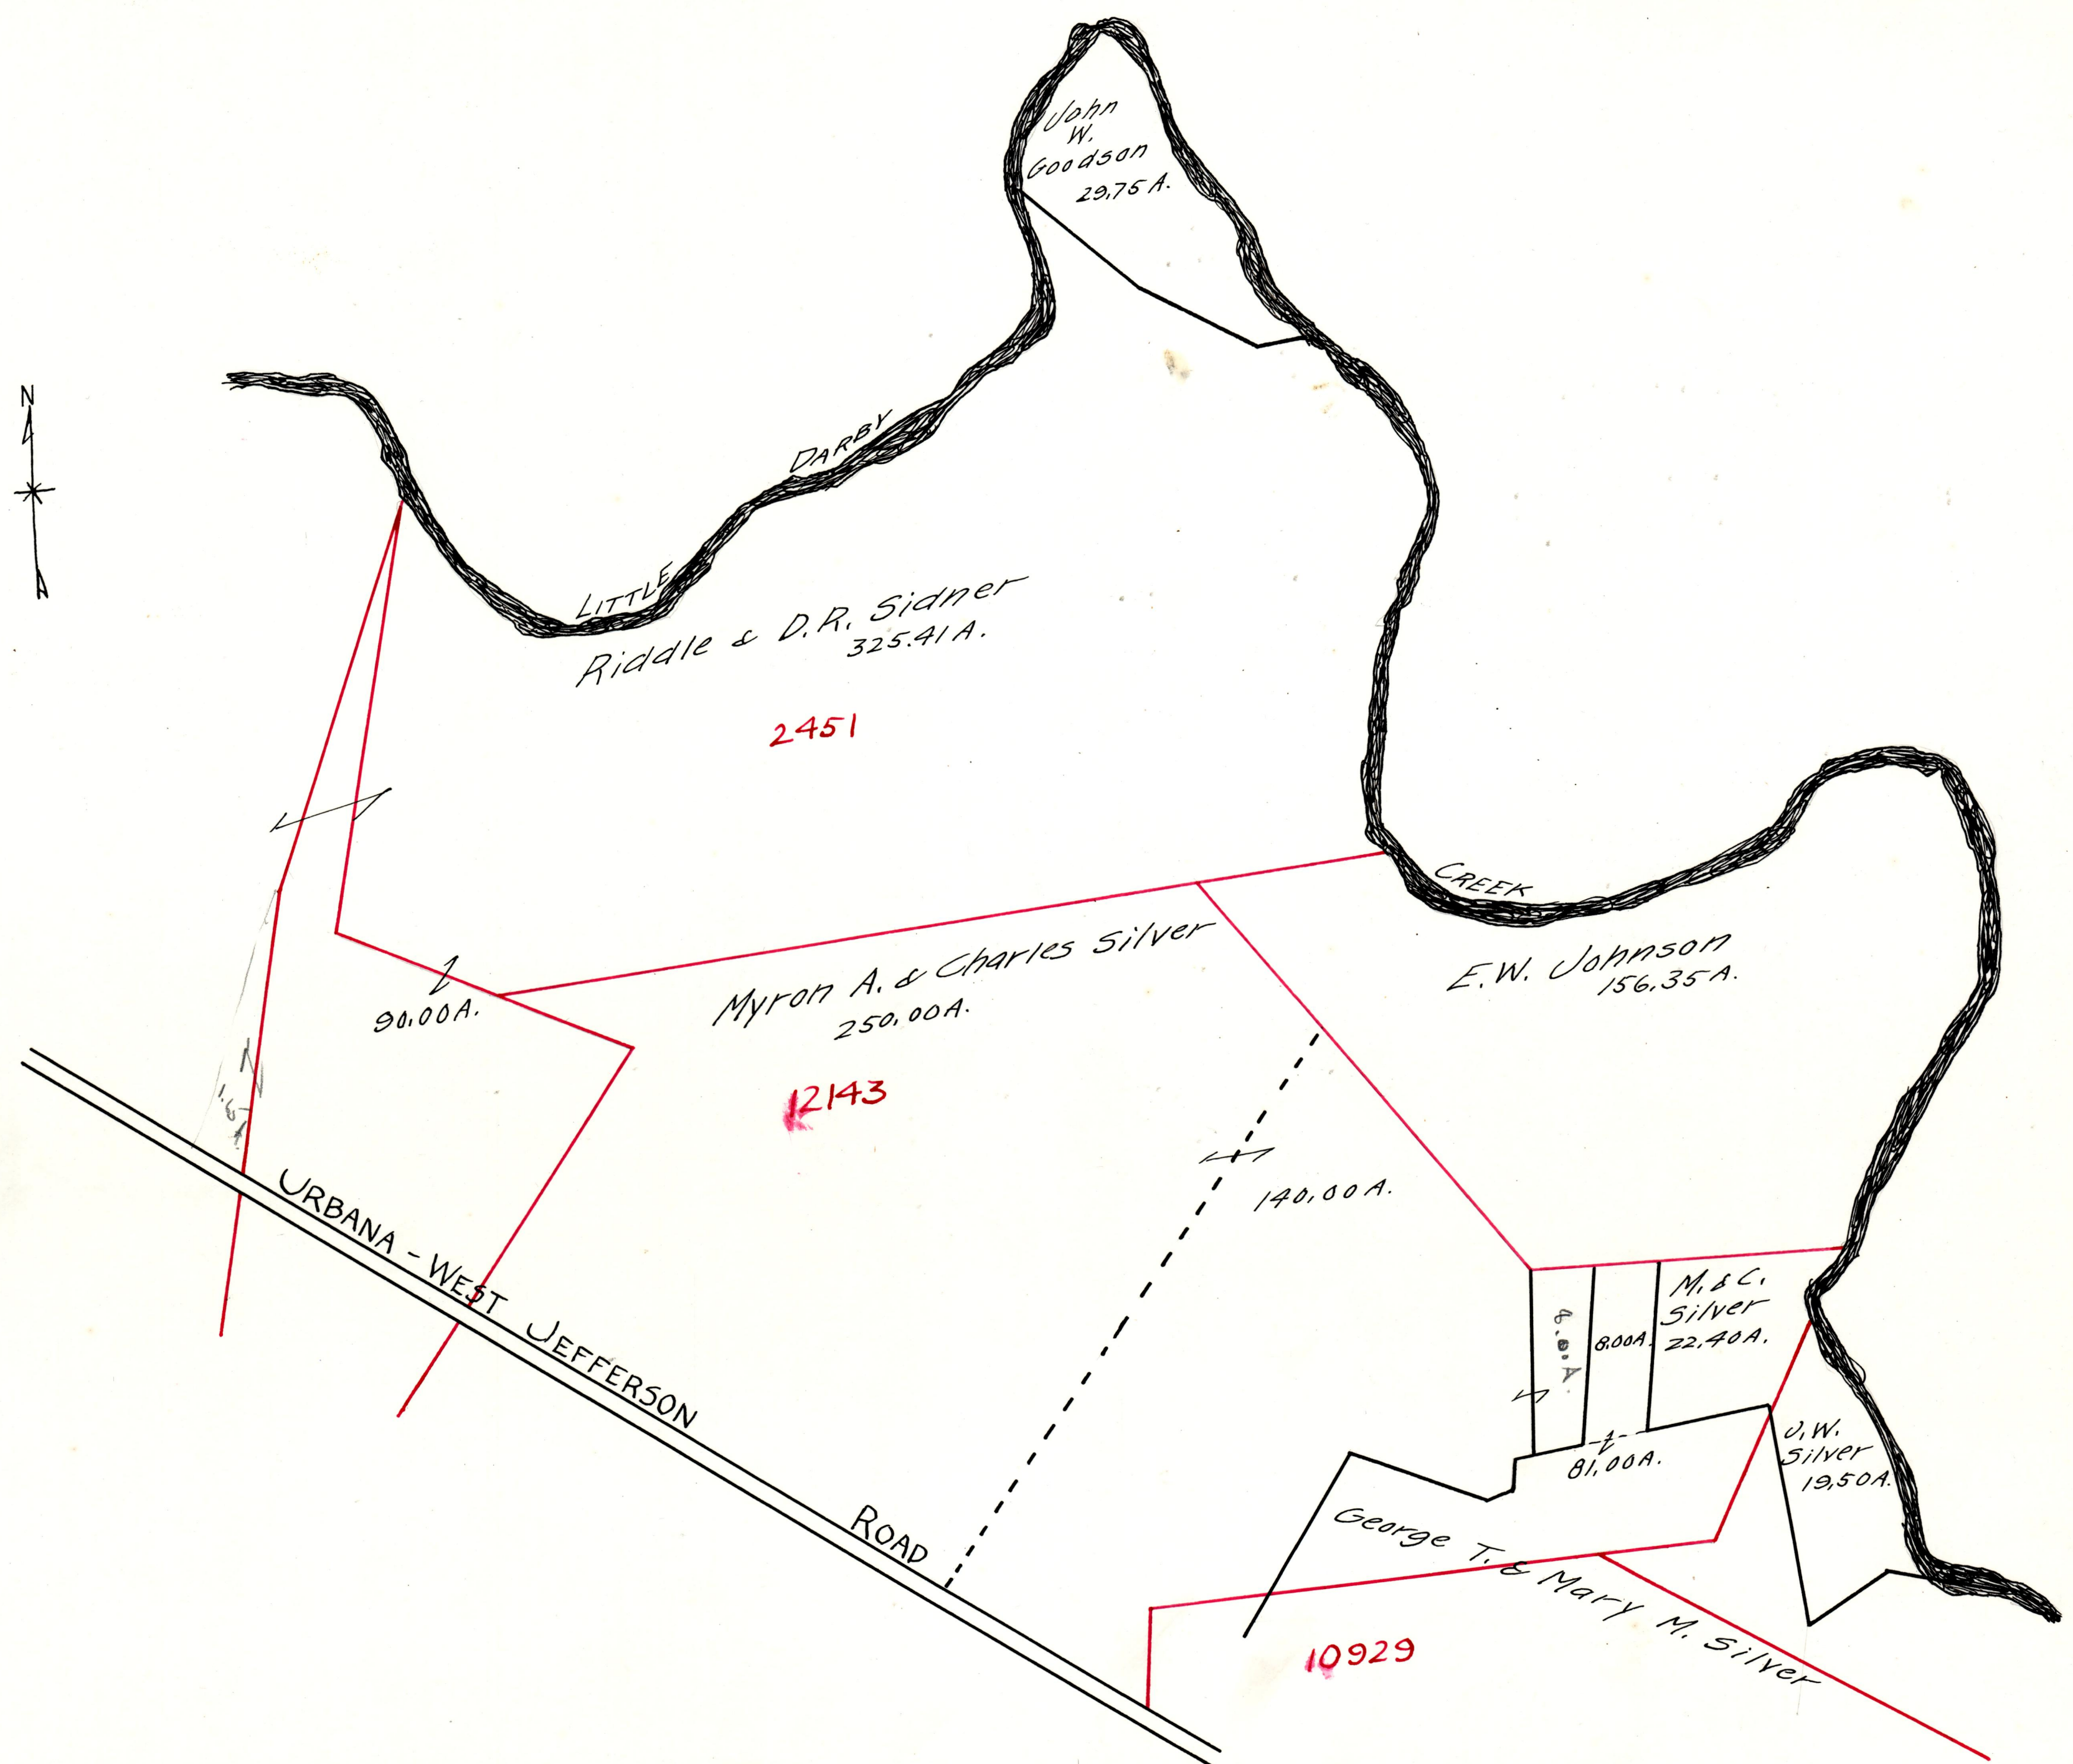 John
W.
Goodson
29.75 A.
N
LITTLE DARBY CREEK
Riddle & D.R. Sidner
325.41 A.
2451
Myron A. & Charles Silver
250.00 A.
90.00 A.
12143
E.W. Johnson
156.35 A.
140.00 A.
URBANA - WEST JEFFERSON ROAD
8.00A.
M. & C.
Silver
22.40 A.
J.W.
Silver
19.50 A.
81.00 A.
George T. & Mary M. Silver
10929